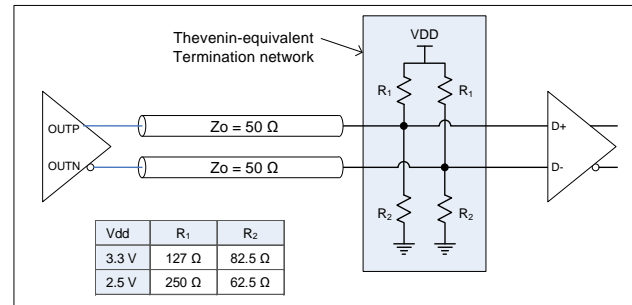 Thevenin-equivalent
Termination network
VDD
R₁ R₁
OUTP Zo = 50 Ω D+
OUTN Zo = 50 Ω D-
R₂ R₂
Vdd R₁ R₂
3.3 V 127 Ω 82.5 Ω
2.5 V 250 Ω 62.5 Ω